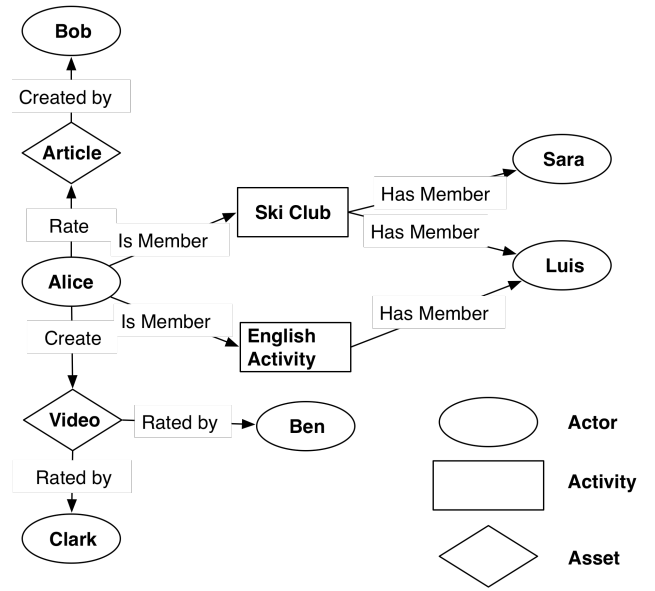 Bob
Created by
Article
Sara
Has Member
Ski Club
Rate
Is Member
Has Member
Alice
Luis
Is Member
Has Member
Create
English
Activity
Video
Rated by
Ben
Actor
Rated by
Activity
Clark
Asset